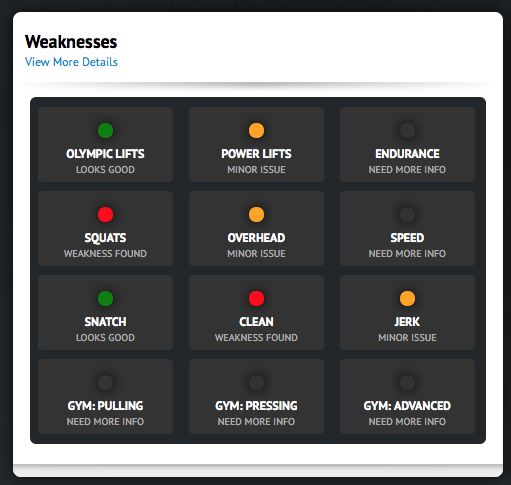 Weaknesses
View More Details
OLYMPIC LIFTS
LOOKS GOOD
POWER LIFTS
MINOR ISSUE
ENDURANCE
NEED MORE INFO
SQUATS
WEAKNESS FOUND
OVERHEAD
MINOR ISSUE
SPEED
NEED MORE INFO
SNATCH
LOOKS GOOD
CLEAN
WEAKNESS FOUND
JERK
MINOR ISSUE
GYM: PULLING
NEED MORE INFO
GYM: PRESSING
NEED MORE INFO
GYM: ADVANCED
NEED MORE INFO